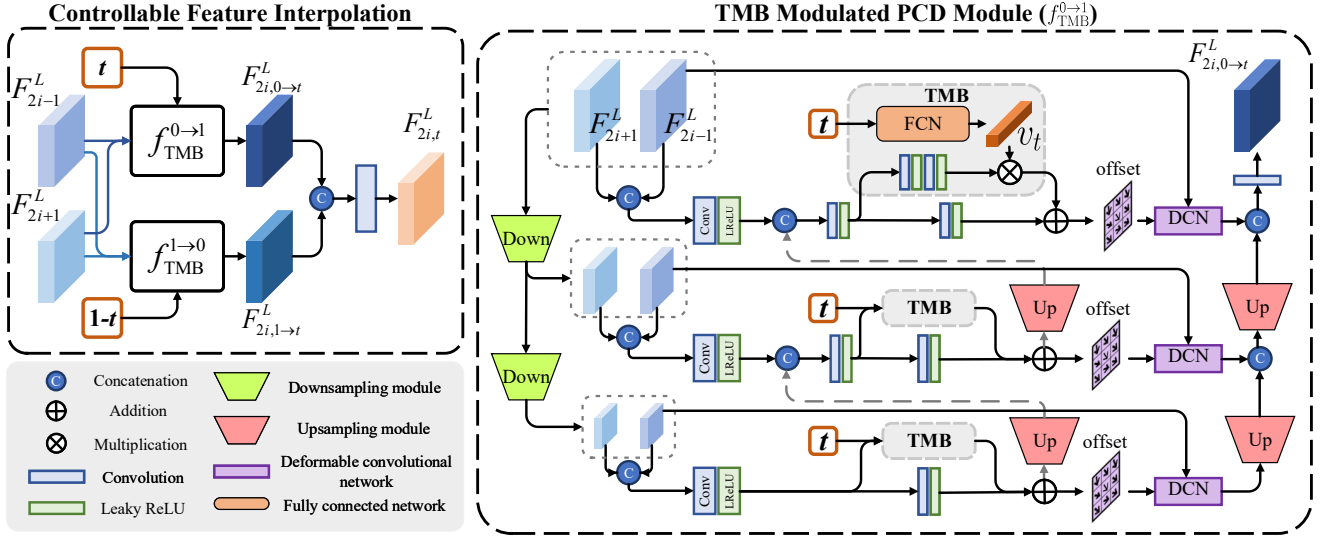 Controllable Feature Interpolation
t
F^L_{2i-1}
f^{0→1}_{TMB}
F^L_{2i,0→t}
F^L_{2i,t}
C
F^L_{2i+1}
f^{1→0}_{TMB}
1-t
F^L_{2i,1→t}
C Concatenation
Addition
Multiplication
Convolution
Leaky ReLU
Downsampling module
Upsampling module
Deformable convolutional
network
Fully connected network
TMB Modulated PCD Module (f^{0→1}_{TMB})
F^L_{2i+1}
F^L_{2i-1}
TMB
t
FCN
v_t
F^L_{2i,0→t}
offset
C
Conv
LReLU
C
DCN
C
Down
t
TMB
Up
offset
Up
C
Conv
LReLU
C
DCN
C
Down
t
TMB
Up
offset
Up
C
Conv
LReLU
DCN